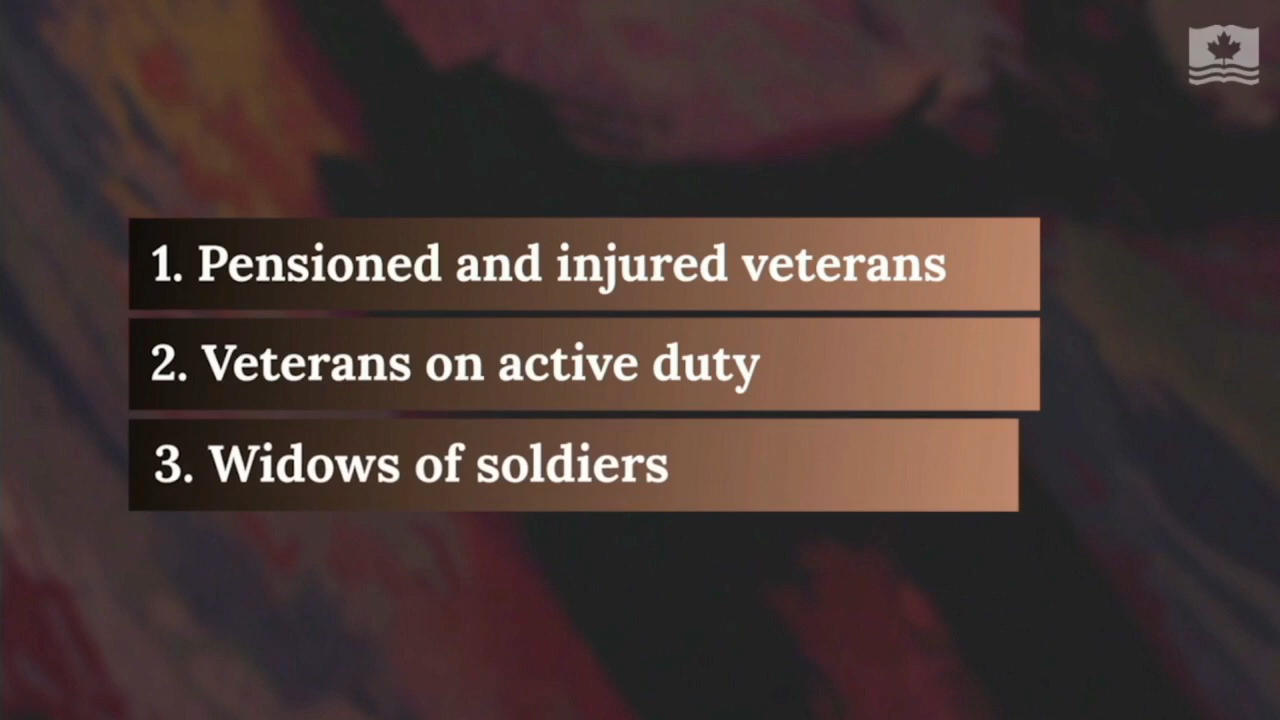 1. Pensioned and injured veterans
2. Veterans on active duty
3. Widows of soldiers